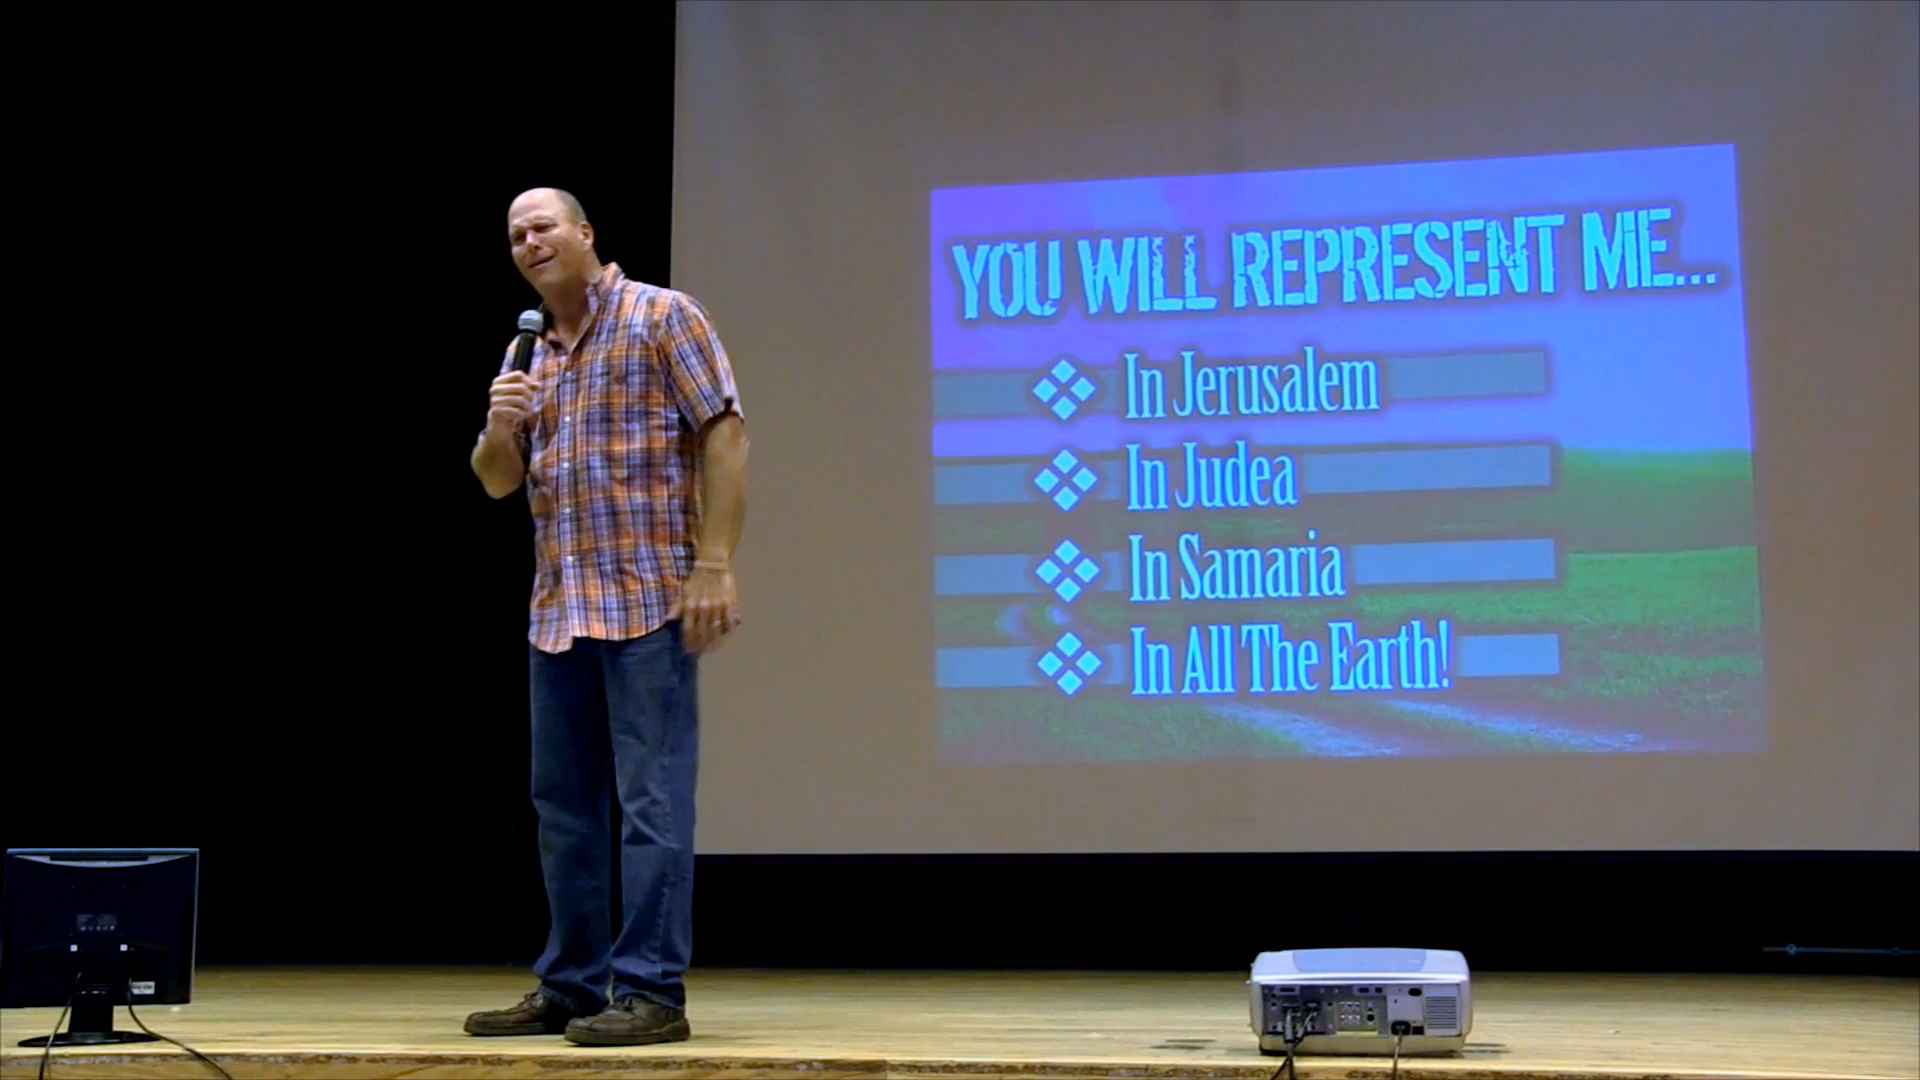 YOU WILL REPRESENT ME...
In Jerusalem
In Judea
In Samaria
In All The Earth!